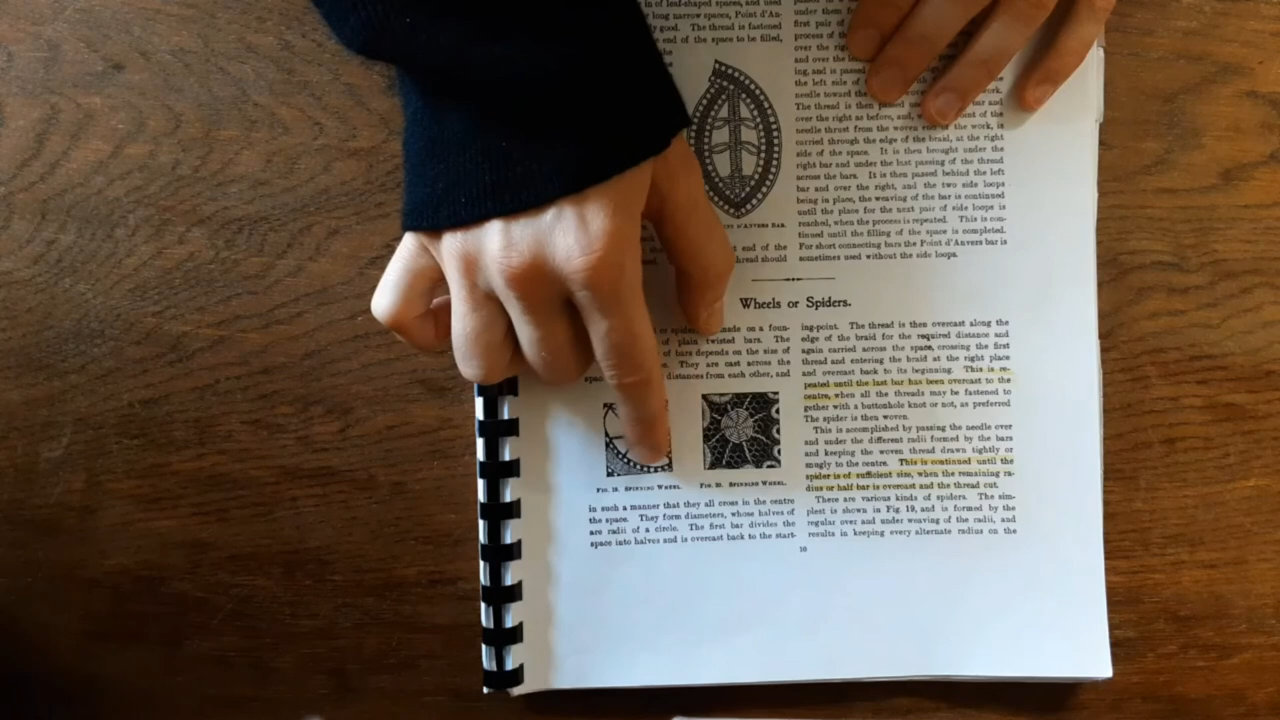 in of leaf-shaped spaces, and used
long narrow spaces, Point d'An-
ly good. The thread is fastened
end of the space to be filled,
the
INT D'ANVERS BAR.
end of the
thread should
under them
first pair of
process of the
over the
and over the
ing, and is passed
the left side of
needle toward the
The thread is then passed and
over the right as before, and, of the
needle thrust from the woven of the work, is
carried through the edge of the braid, at the right
side of the space. It is then brought under the
right bar and under the last passing of the thread
across the bars. It is then passed behind the left
bar and over the right, and the two side loops
being in place, the weaving of the bar is continued
until the place for the next pair of side loops is
reached, when the process is repeated. This is con-
tinued until the filling of the space is completed.
For short connecting bars the Point d'Anvers bar is
sometimes used without the side loops.
Wheels or Spiders.
or spider, made on a foun-
of plain twisted bars. The
of bars depends on the size of
They are cast across the
distances from each other, and
FIG. 19. SPINNING WHEEL.
FIG. 20. SPINNING WHEEL.
in such a manner that they all cross in the centre
the space. They form diameters, whose halves of
are radii of a circle. The first bar divides the
space into halves and is overcast back to the start-
ing-point. The thread is then overcast along the
edge of the braid for the required distance and
again carried across the space, crossing the first
thread and entering the braid at the right place
and overcast back to its beginning. This is re-
peated until the last bar has been overcast to the
centre, when all the threads may be fastened to
gether with a buttonhole knot or not, as preferred
The spider is then woven.
This is accomplished by passing the needle over
and under the different radii formed by the bars
and keeping the woven thread drawn tightly or
snugly to the centre. This is continued until the
spider is of sufficient size, when the remaining ra-
dius or half bar is overcast and the thread cut.
There are various kinds of spiders. The sim-
plest is shown in Fig. 19, and is formed by the
regular over and under weaving of the radii, and
results in keeping every alternate radius on the
10